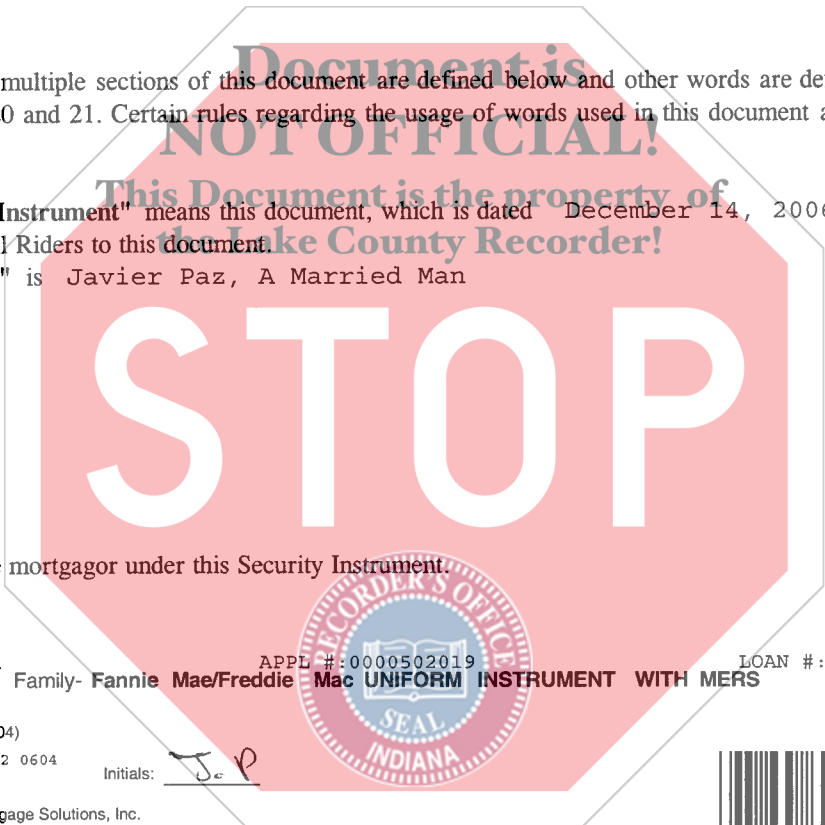 Document is
multiple sections of this document are defined below and other words are de
0 and 21. Certain rules regarding the usage of words used in this document a
NOT OFFICIAL!
This Document is the property of
Instrument" means this document, which is dated December 14, 2006
l Riders to this document.
the Lake County Recorder!
" is Javier Paz, A Married Man
STOP
mortgagor under this Security Instrument.
RECORDER'S OFFICE
SEAL
INDIANA
APPL #:0000502019 LOAN #:
Family- Fannie Mae/Freddie Mac UNIFORM INSTRUMENT WITH MERS
04)
2 0604
Initials: J. P
gage Solutions, Inc.